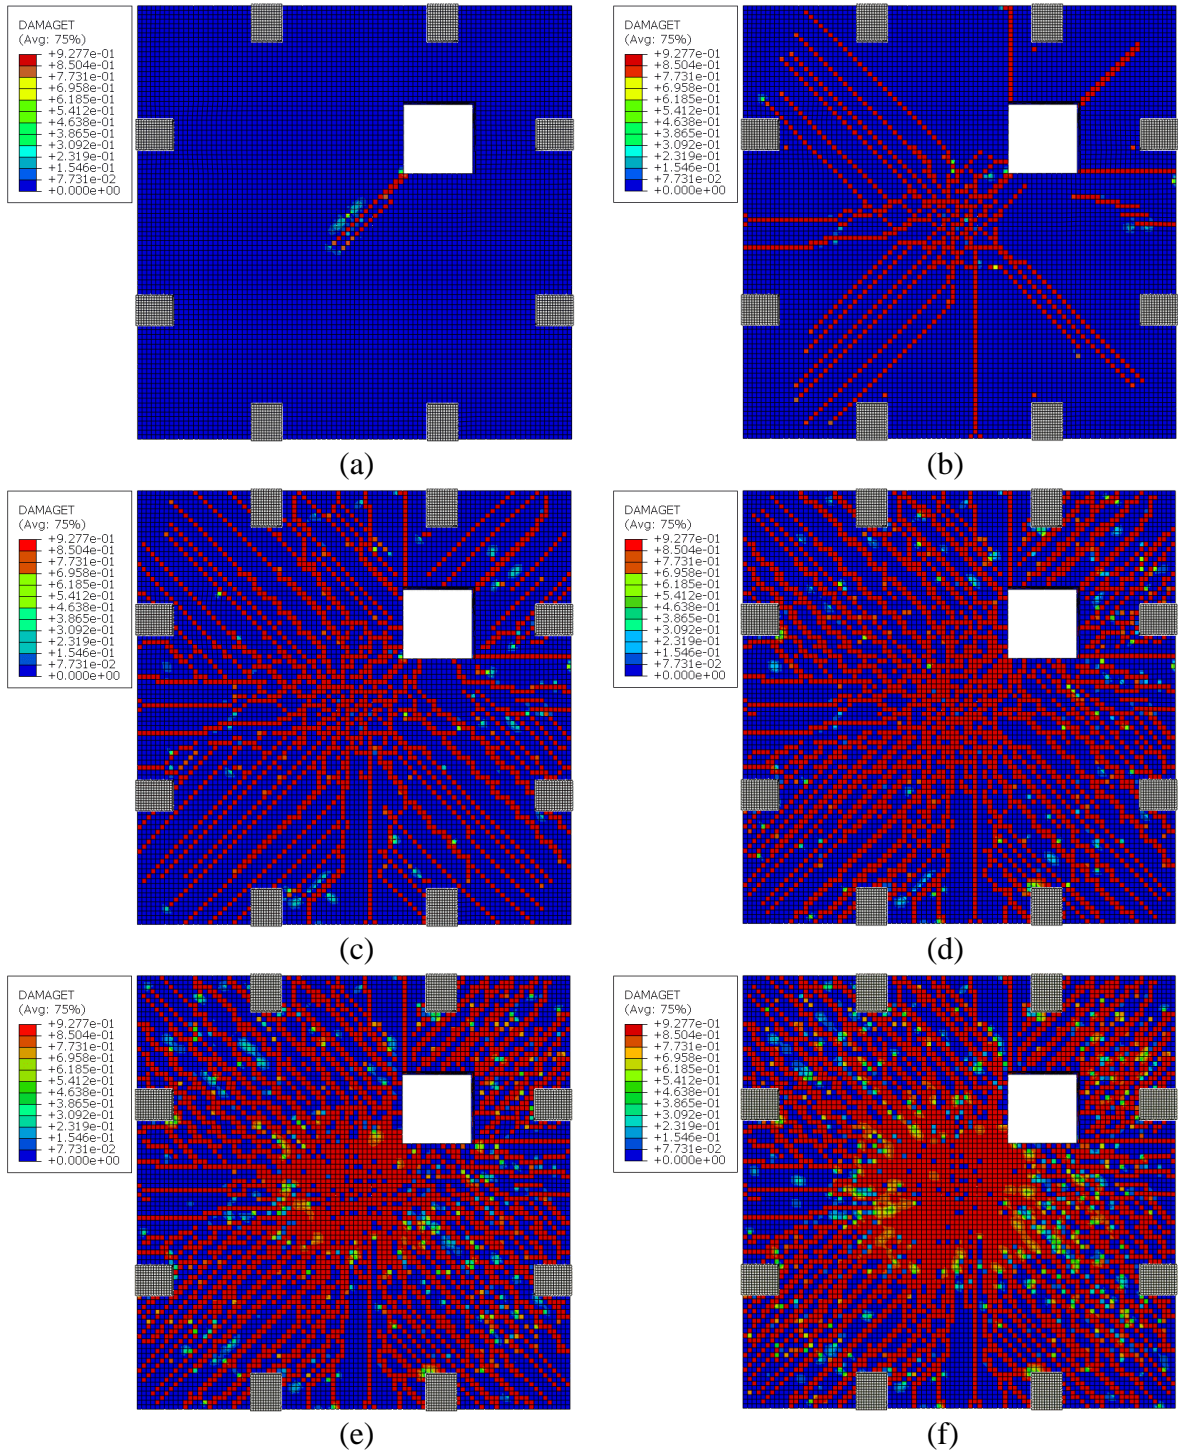 DAMAGET
(Avg: 75%)
+9.277e-01
+8.504e-01
+7.731e-01
+6.958e-01
+6.185e-01
+5.412e-01
+4.638e-01
+3.865e-01
+3.092e-01
+2.319e-01
+1.546e-01
+7.731e-02
+0.000e+00
(a)
DAMAGET
(Avg: 75%)
+9.277e-01
+8.504e-01
+7.731e-01
+6.958e-01
+6.185e-01
+5.412e-01
+4.638e-01
+3.865e-01
+3.092e-01
+2.319e-01
+1.546e-01
+7.731e-02
+0.000e+00
(b)
DAMAGET
(Avg: 75%)
+9.277e-01
+8.504e-01
+7.731e-01
+6.958e-01
+6.185e-01
+5.412e-01
+4.638e-01
+3.865e-01
+3.092e-01
+2.319e-01
+1.546e-01
+7.731e-02
+0.000e+00
(c)
DAMAGET
(Avg: 75%)
+9.277e-01
+8.504e-01
+7.731e-01
+6.958e-01
+6.185e-01
+5.412e-01
+4.638e-01
+3.865e-01
+3.092e-01
+2.319e-01
+1.546e-01
+7.731e-02
+0.000e+00
(d)
DAMAGET
(Avg: 75%)
+9.277e-01
+8.504e-01
+7.731e-01
+6.958e-01
+6.185e-01
+5.412e-01
+4.638e-01
+3.865e-01
+3.092e-01
+2.319e-01
+1.546e-01
+7.731e-02
+0.000e+00
(e)
DAMAGET
(Avg: 75%)
+9.277e-01
+8.504e-01
+7.731e-01
+6.958e-01
+6.185e-01
+5.412e-01
+4.638e-01
+3.865e-01
+3.092e-01
+2.319e-01
+1.546e-01
+7.731e-02
+0.000e+00
(f)